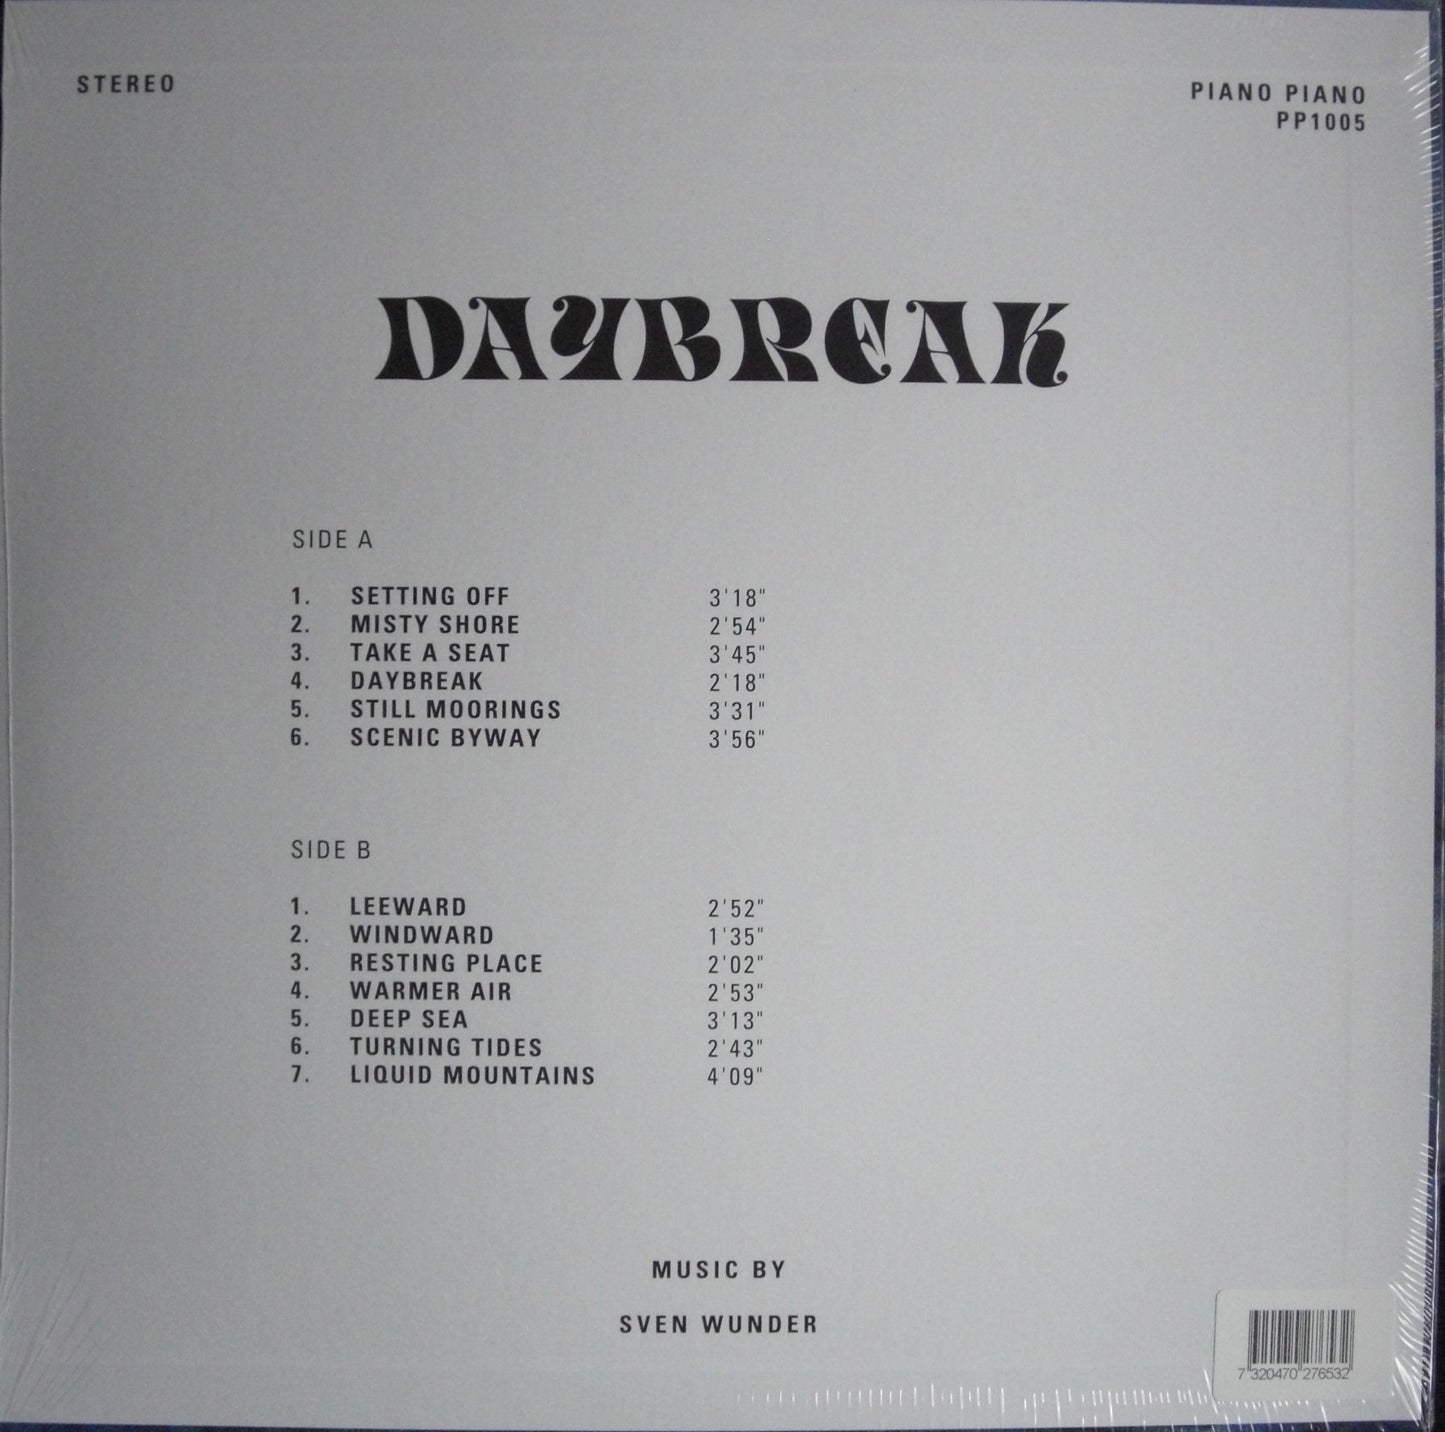 STEREO
PIANO PIANO
PP1005
DAYBREAK
SIDE A
1. SETTING OFF 3'18"
2. MISTY SHORE 2'54"
3. TAKE A SEAT 3'45"
4. DAYBREAK 2'18"
5. STILL MOORINGS 3'31"
6. SCENIC BYWAY 3'56"
SIDE B
1. LEEWARD 2'52"
2. WINDWARD 1'35"
3. RESTING PLACE 2'02"
4. WARMER AIR 2'53"
5. DEEP SEA 3'13"
6. TURNING TIDES 2'43"
7. LIQUID MOUNTAINS 4'09"
MUSIC BY
SVEN WUNDER
7 320470 276532